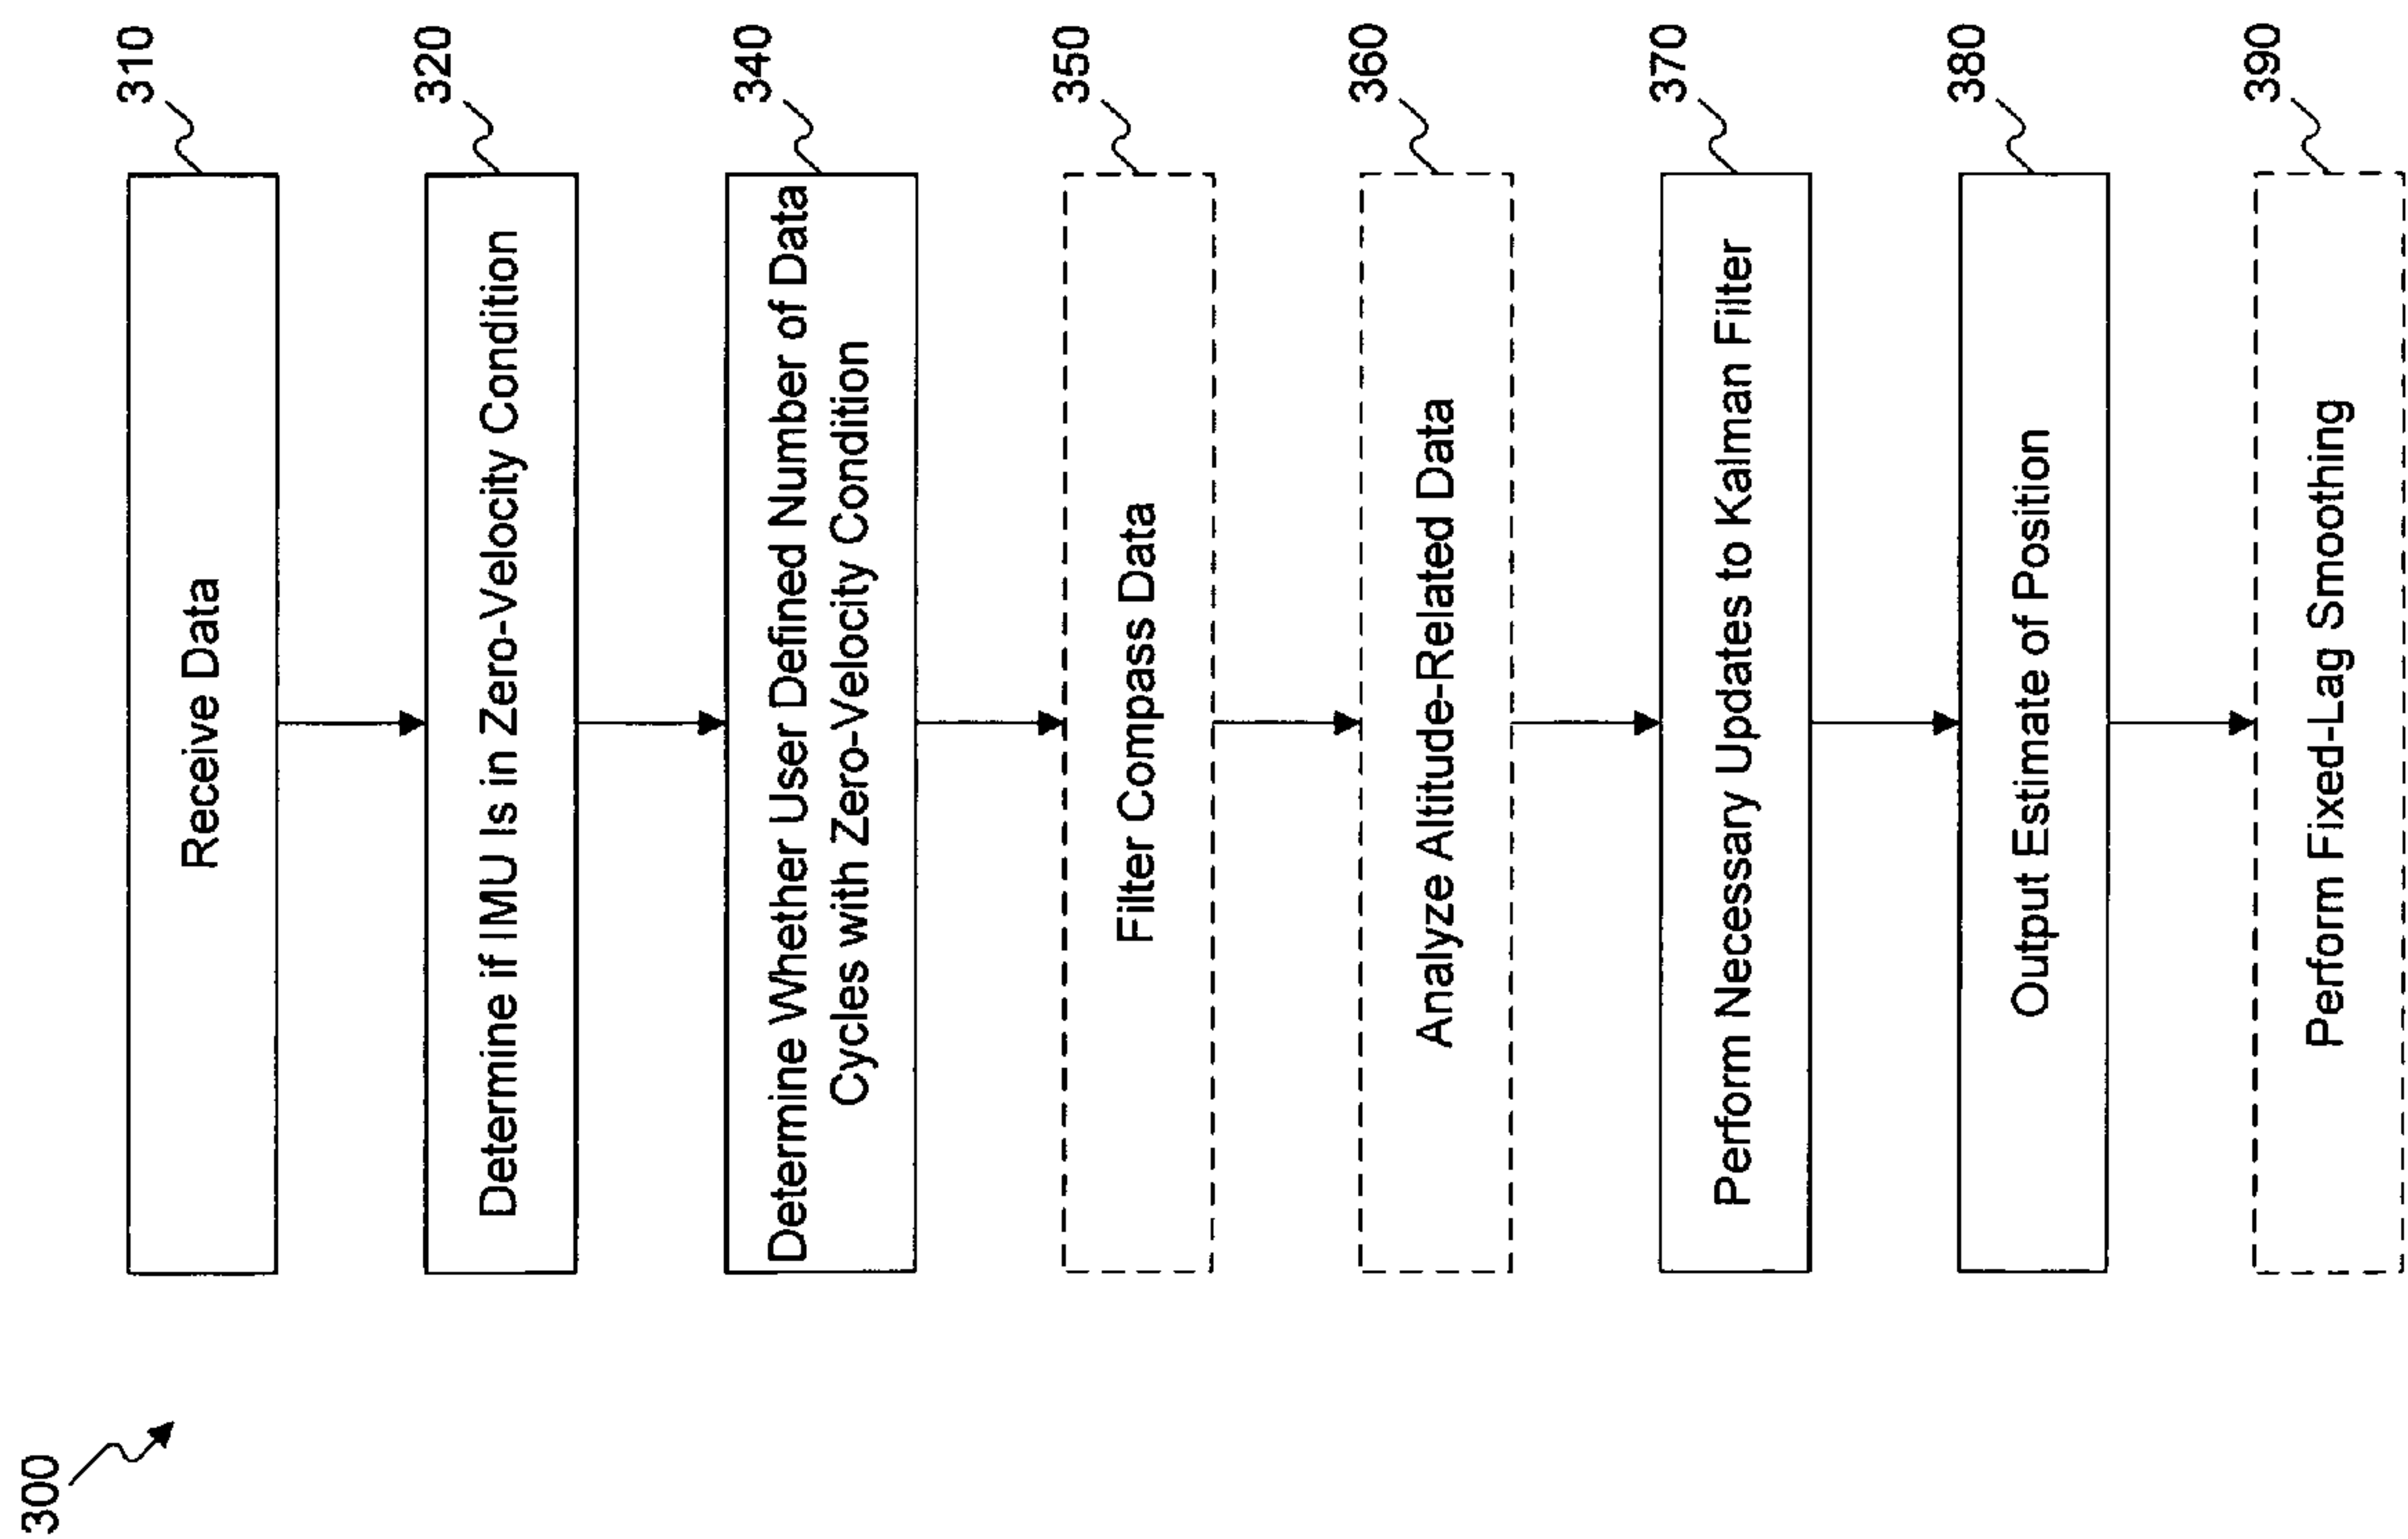 300
Receive Data
310
Determine if IMU Is in Zero-Velocity Condition
320
Determine Whether User Defined Number of Data
Cycles with Zero-Velocity Condition
340
Filter Compass Data
350
Analyze Altitude-Related Data
360
Perform Necessary Updates to Kalman Filter
370
Output Estimate of Position
380
Perform Fixed-Lag Smoothing
390